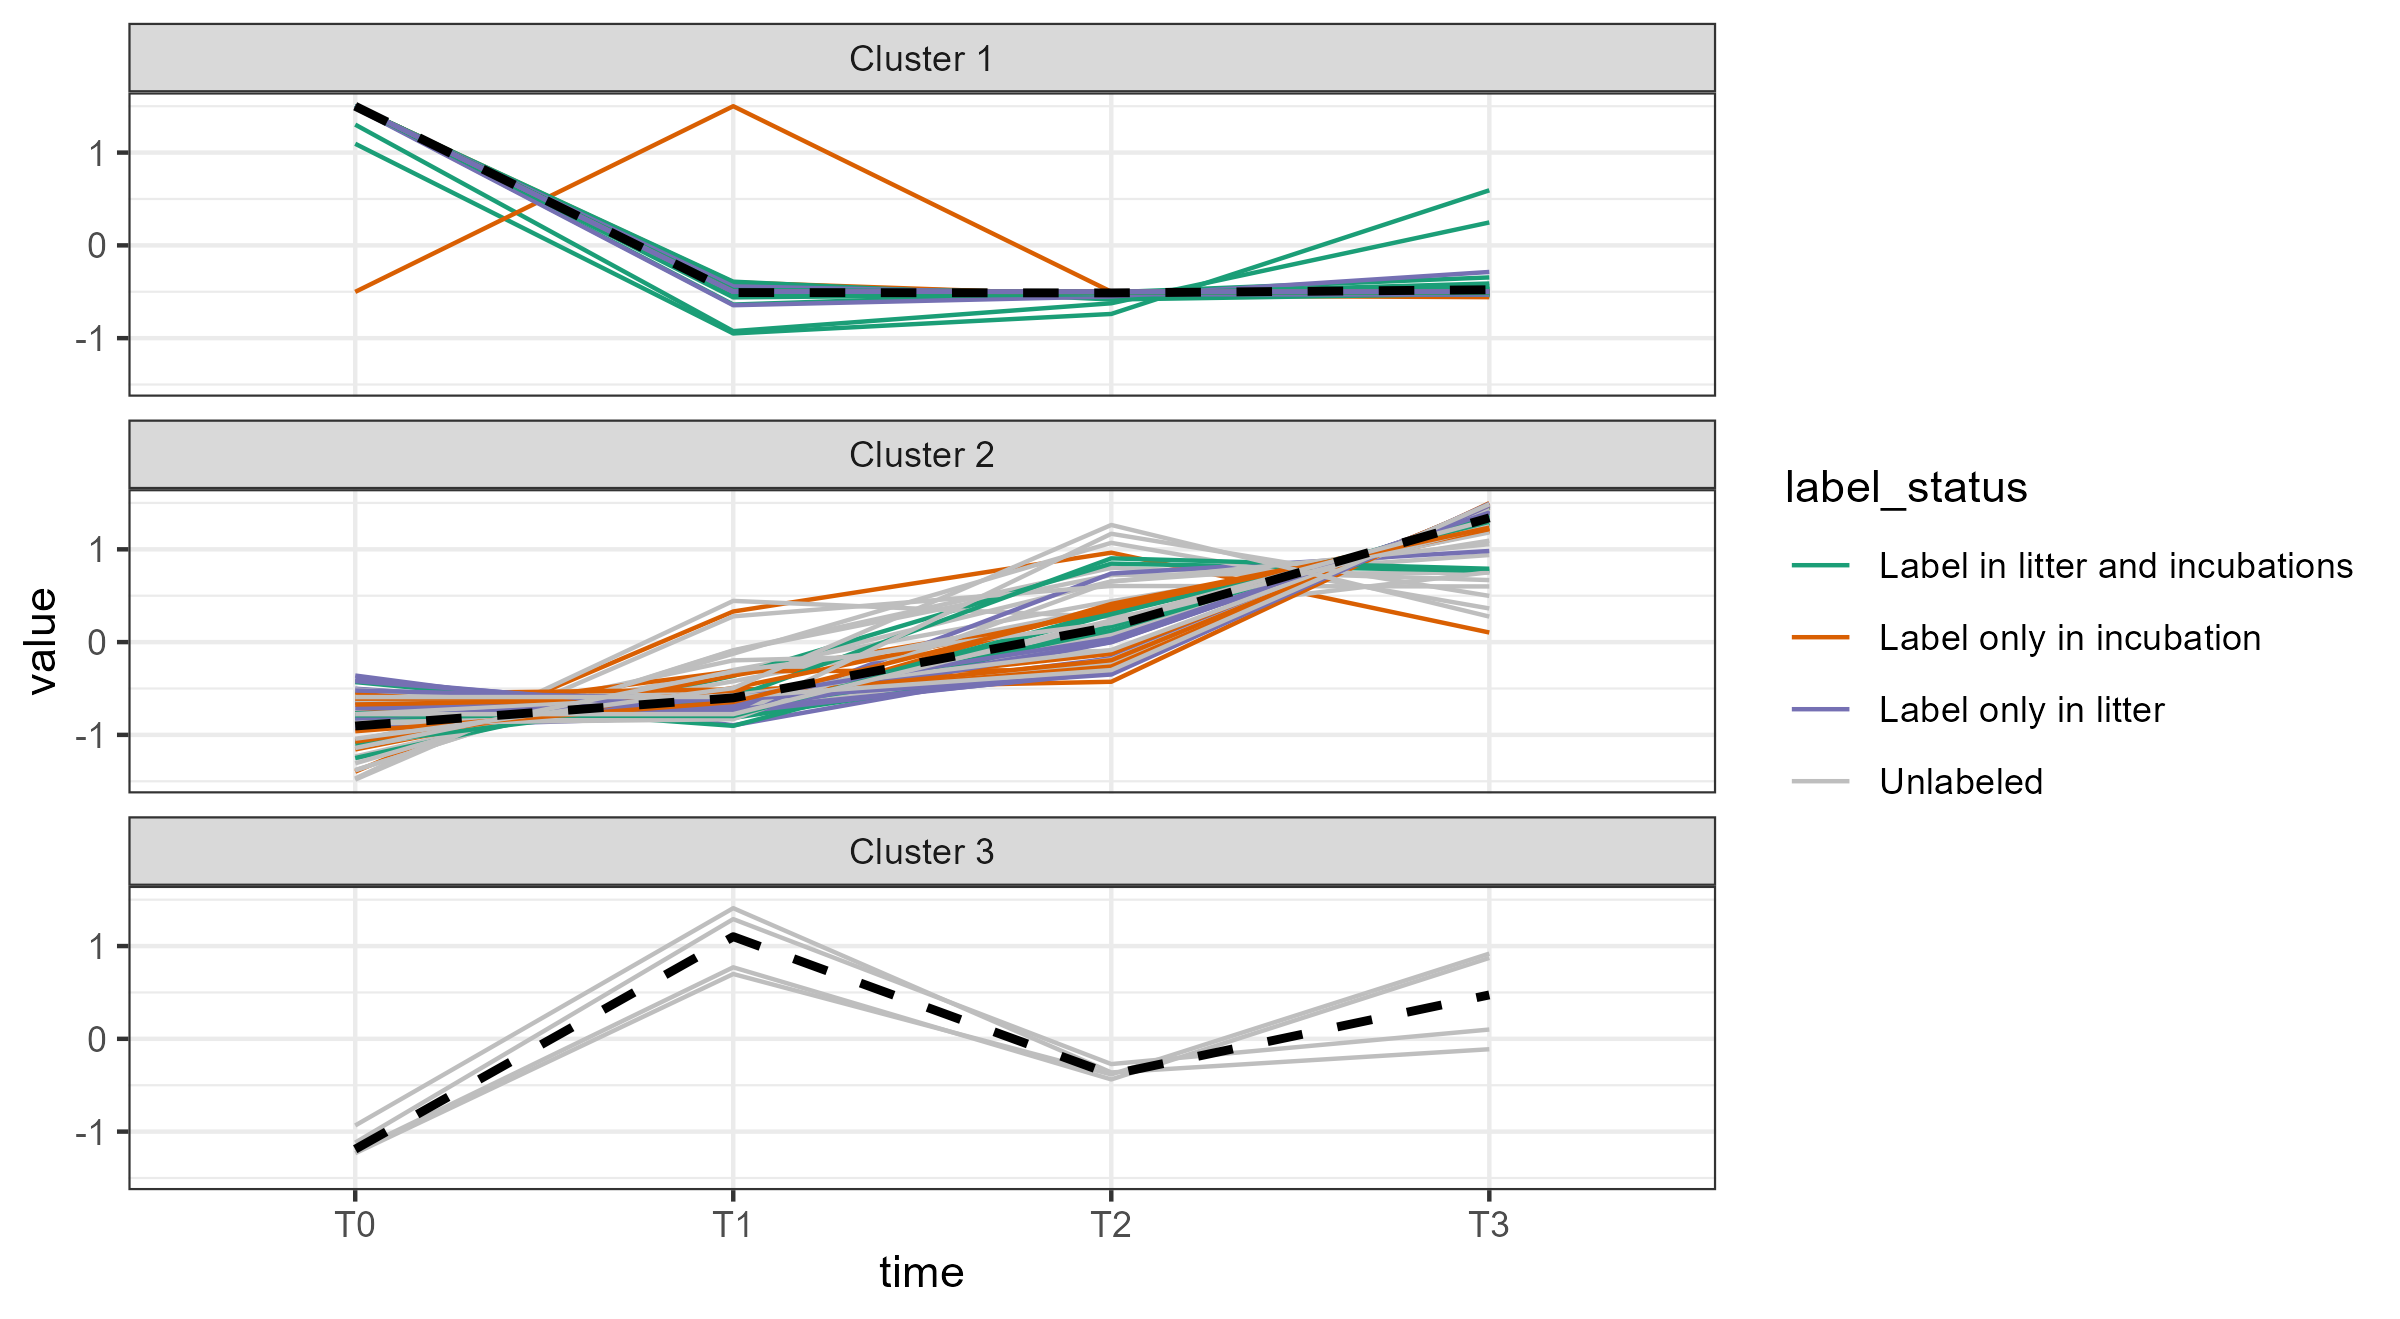 Cluster 1
1
0
-1
Cluster 2
1
0
-1
Cluster 3
1
0
-1
T0 T1 T2 T3
time
value
label_status
Label in litter and incubations
Label only in incubation
Label only in litter
Unlabeled